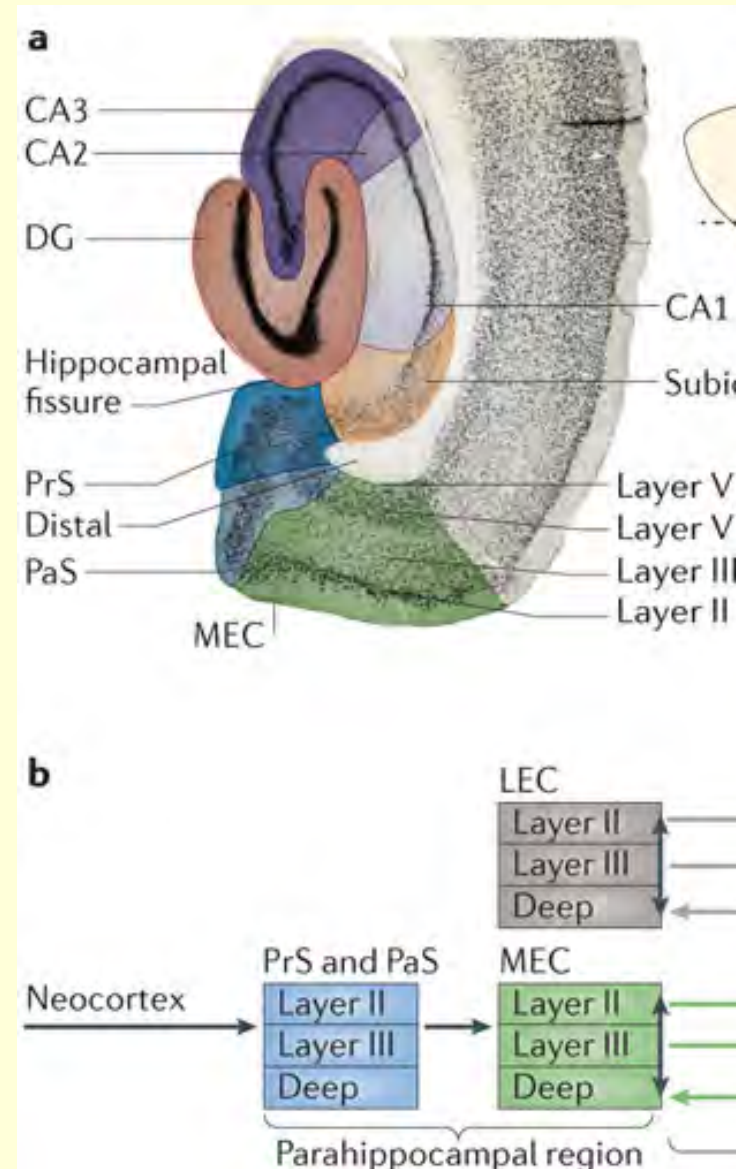 a
CA3
CA2
DG
CA1
Hippocampal
fissure
PrS
Distal
PaS
MEC
Layer V
Layer V
Layer III
Layer II
b
LEC
Layer II
Layer III
Deep
PrS and PaS
MEC
Neocortex
Layer II
Layer III
Deep
Layer II
Layer III
Deep
Parahippocampal region